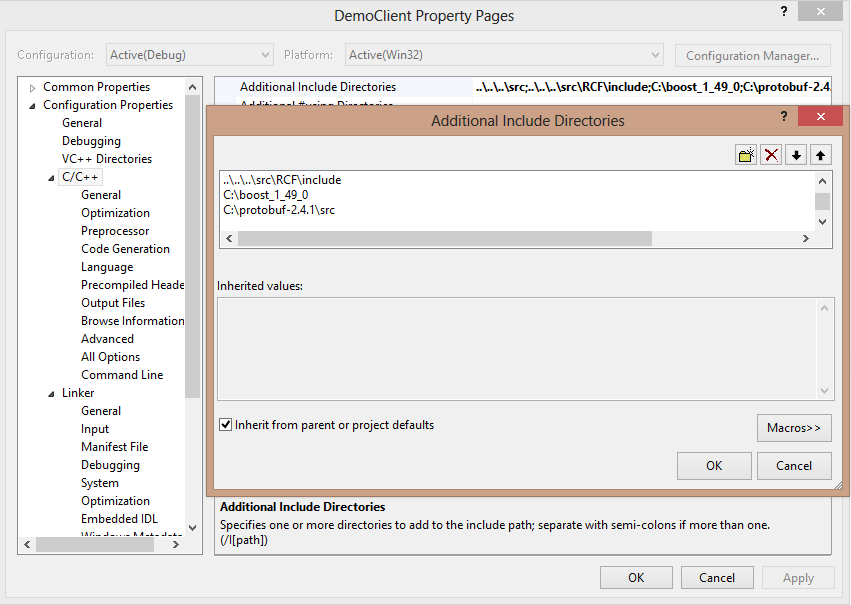 DemoClient Property Pages
?
Configuration: Active(Debug) Platform: Active(Win32) Configuration Manager...
Common Properties
Configuration Properties
General
Debugging
VC++ Directories
C/C++
General
Optimization
Preprocessor
Code Generation
Language
Precompiled Heade
Output Files
Browse Information
Advanced
All Options
Command Line
Linker
General
Input
Manifest File
Debugging
System
Optimization
Embedded IDL
Windows Metadata
Additional Include Directories ..\..\..\src;..\..\..\src\RCF\include;C:\boost_1_49_0;C:\protobuf-2.4.
Additional #using Directories
Additional Include Directories
?
..\..\..\src\RCF\include
C:\boost_1_49_0
C:\protobuf-2.4.1\src
Inherited values:
Inherit from parent or project defaults
Macros>>
OK Cancel
Additional Include Directories
Specifies one or more directories to add to the include path; separate with semi-colons if more than one.
(/I[path])
OK Cancel Apply